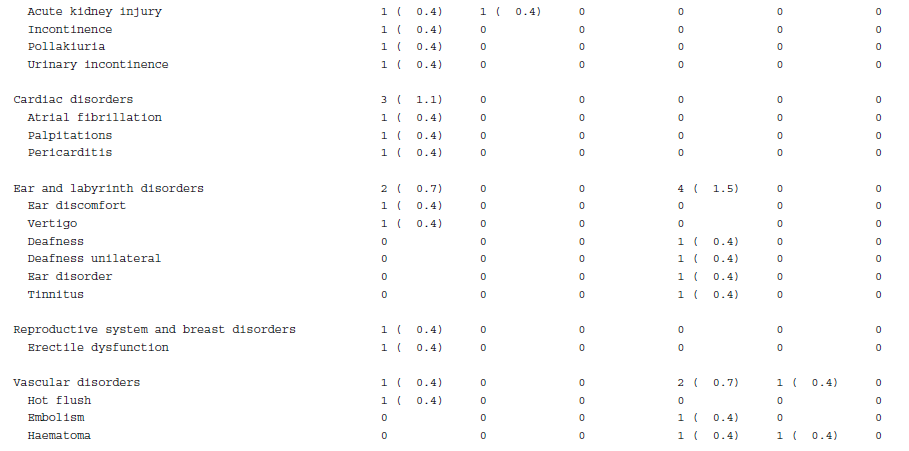 Acute kidney injury 1 ( 0.4) 1 ( 0.4) 0 0 0 0
Incontinence 1 ( 0.4) 0 0 0 0 0
Pollakiuria 1 ( 0.4) 0 0 0 0 0
Urinary incontinence 1 ( 0.4) 0 0 0 0 0
Cardiac disorders 3 ( 1.1) 0 0 0 0 0
Atrial fibrillation 1 ( 0.4) 0 0 0 0 0
Palpitations 1 ( 0.4) 0 0 0 0 0
Pericarditis 1 ( 0.4) 0 0 0 0 0
Ear and labyrinth disorders 2 ( 0.7) 0 0 4 ( 1.5) 0 0
Ear discomfort 1 ( 0.4) 0 0 0 0 0
Vertigo 1 ( 0.4) 0 0 0 0 0
Deafness 0 0 0 1 ( 0.4) 0 0
Deafness unilateral 0 0 0 1 ( 0.4) 0 0
Ear disorder 0 0 0 1 ( 0.4) 0 0
Tinnitus 0 0 0 1 ( 0.4) 0 0
Reproductive system and breast disorders 1 ( 0.4) 0 0 0 0 0
Erectile dysfunction 1 ( 0.4) 0 0 0 0 0
Vascular disorders 1 ( 0.4) 0 0 2 ( 0.7) 1 ( 0.4) 0
Hot flush 1 ( 0.4) 0 0 0 0 0
Embolism 0 0 0 1 ( 0.4) 0 0
Haematoma 0 0 0 1 ( 0.4) 1 ( 0.4) 0